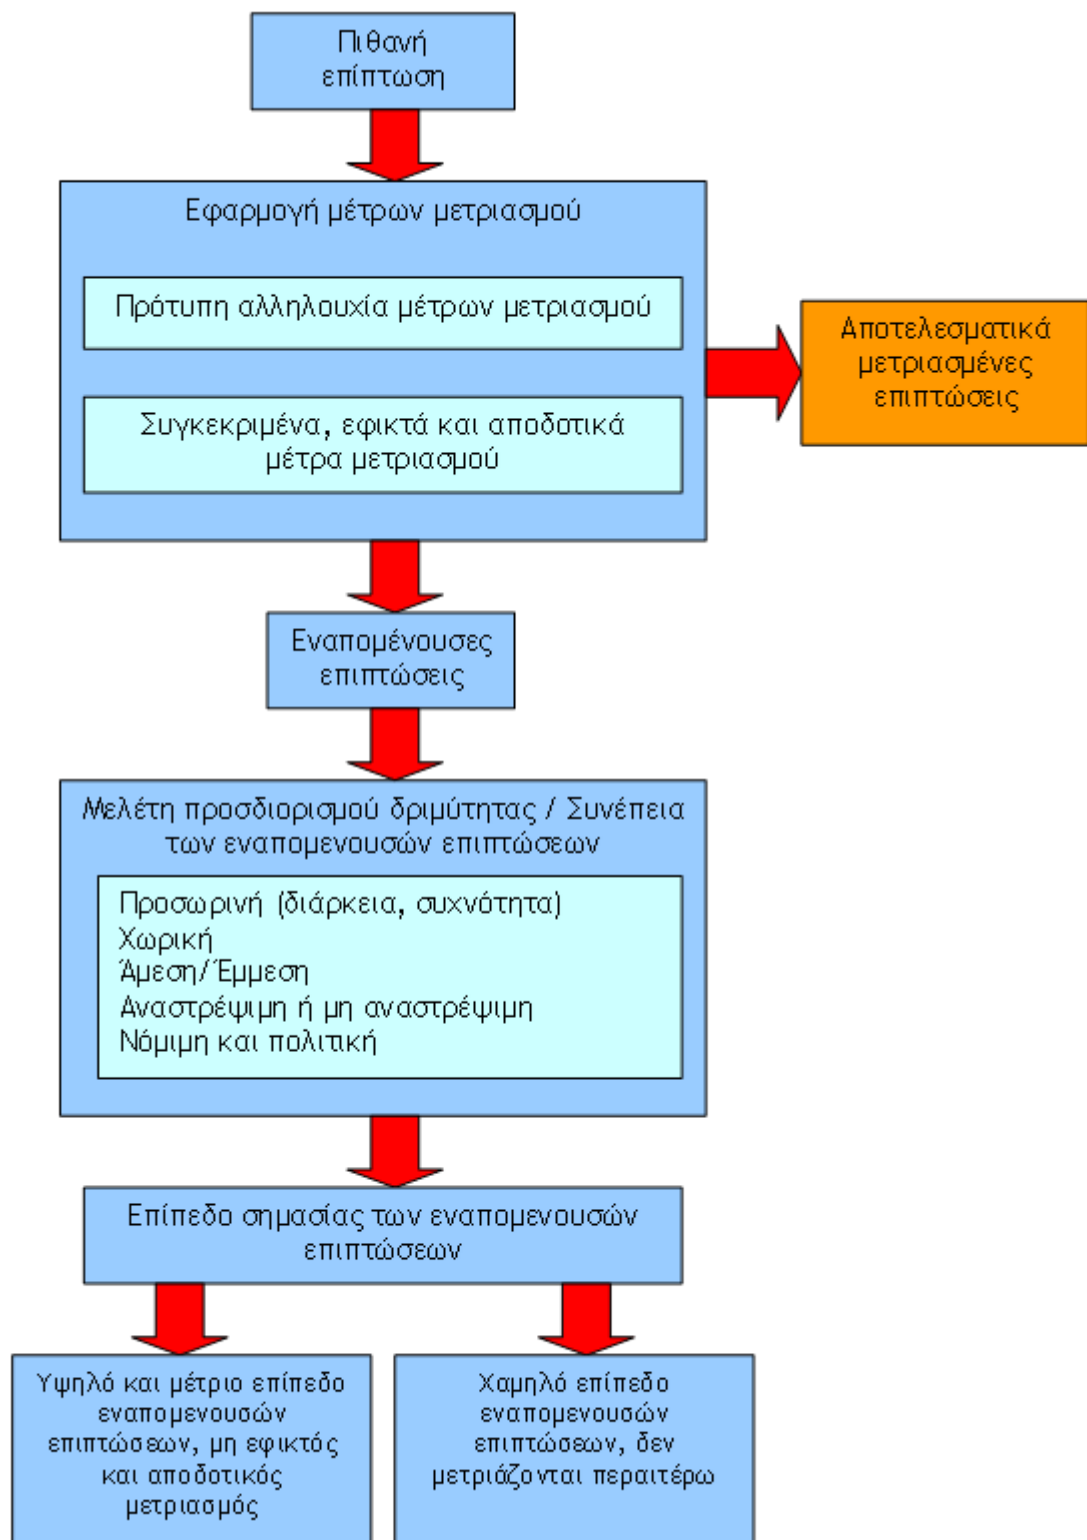 Πιθανή
επίπτωση
Εφαρμογή μέτρων μετριασμού
Πρότυπη αλληλουχία μέτρων μετριασμού
Συγκεκριμένα, εφικτά και αποδοτικά
μέτρα μετριασμού
Αποτελεσματικά
μετριασμένες
επιπτώσεις
Εναπομένουσες
επιπτώσεις
Μελέτη προσδιορισμού δριμύτητας / Συνέπεια
των εναπομενουσών επιπτώσεων
Προσωρινή (διάρκεια, συχνότητα)
Χωρική
Άμεση/Έμμεση
Αναστρέψιμη ή μη αναστρέψιμη
Νόμιμη και πολιτική
Επίπεδο σημασίας των εναπομενουσών
επιπτώσεων
Υψηλό και μέτριο επίπεδο
εναπομενουσών
επιπτώσεων, μη εφικτός
και αποδοτικός
μετριασμός
Χαμηλό επίπεδο
εναπομενουσών
επιπτώσεων, δεν
μετριάζονται περαιτέρω